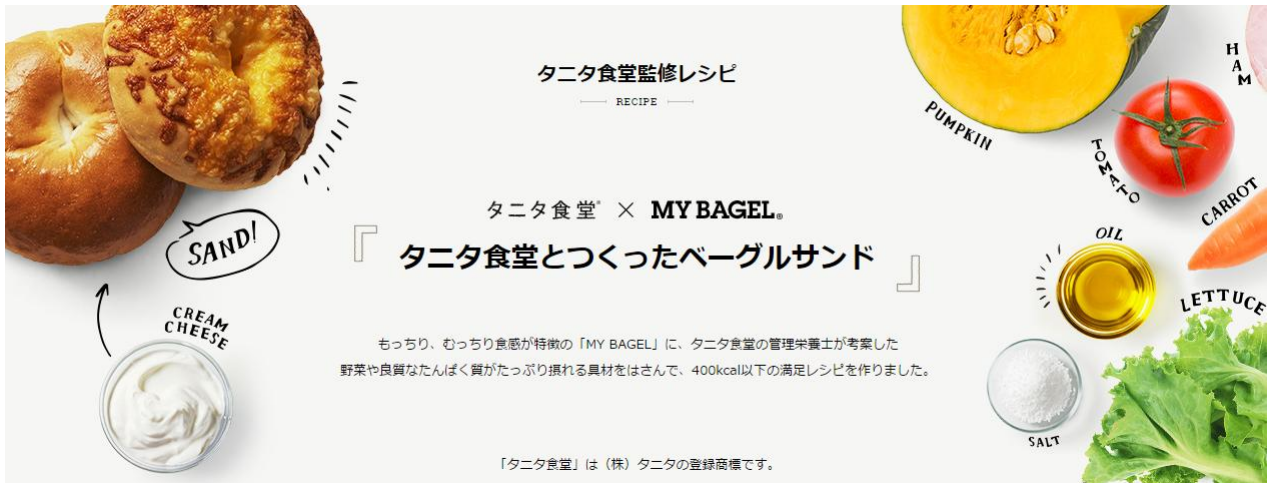 タニタ食堂監修レシピ
RECIPE
タニタ食堂® × MY BAGEL®
『タニタ食堂とつくったベーグルサンド』
もっちり、むっちり食感が特徴の「MY BAGEL」に、タニタ食堂の管理栄養士が考案した
野菜や良質なたんぱく質がたっぷり摂れる具材をはさんで、400kcal以下の満足レシピを作りました。
「タニタ食堂」は（株）タニタの登録商標です。
SAND!
CREAM
CHEESE
PUMPKIN
HAM
TOMATO
CARROT
OIL
LETTUCE
SALT